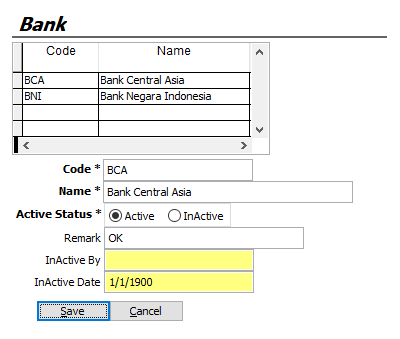 Bank
Code Name
BCA Bank Central Asia
BNI Bank Negara Indonesia
Code * BCA
Name * Bank Central Asia
Active Status * Active InActive
Remark OK
InActive By
InActive Date 1/1/1900
Save Cancel